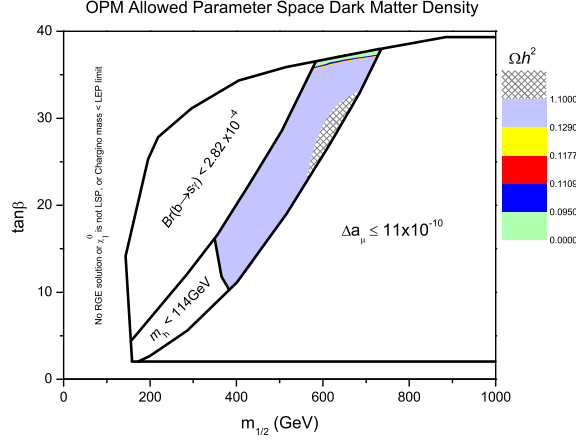 OPM Allowed Parameter Space Dark Matter Density
40
30
20
10
0
tanβ
0
200
400
600
800
1000
m1/2 (GeV)
No RGE solution or χ10 is not LSP, or Chargino mass < LEP limit
Br(b→sγ) < 2.82 x10-4
mh < 114GeV
Δaμ ≤ 11x10-10
Ωh2
1.1000
0.1290
0.1177
0.1109
0.0950
0.0000